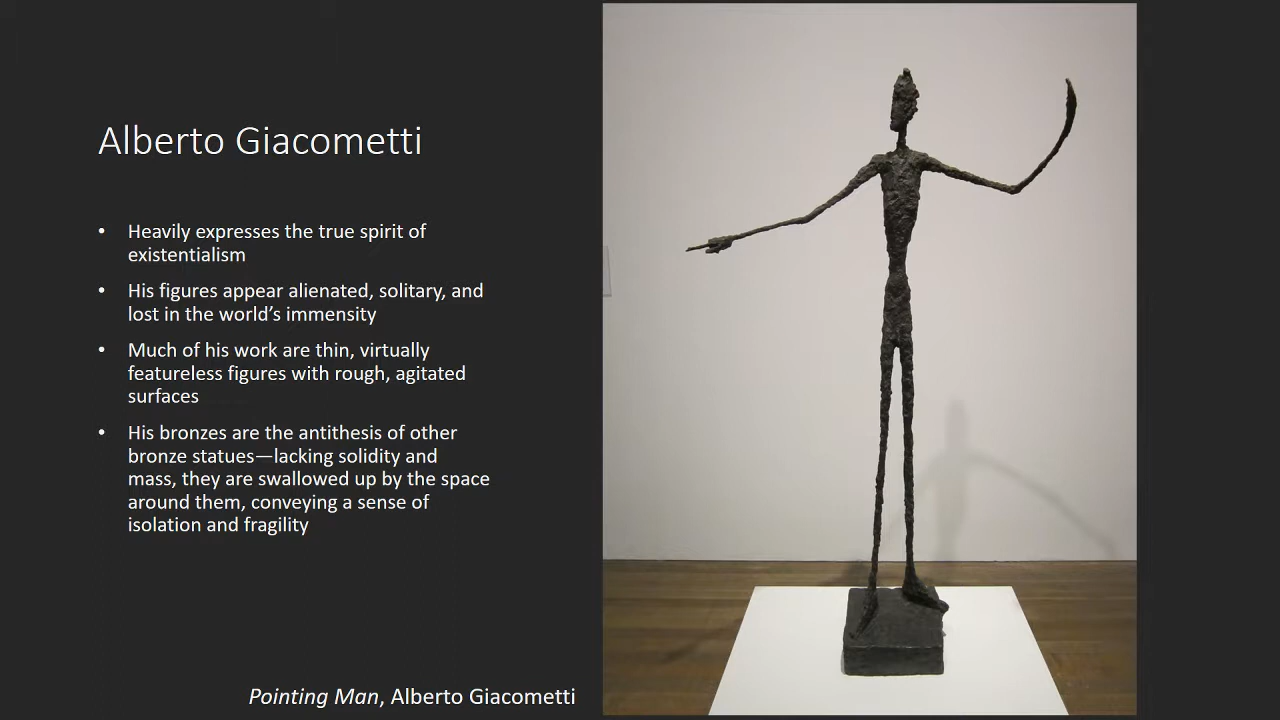 Alberto Giacometti
• Heavily expresses the true spirit of
existentialism
• His figures appear alienated, solitary, and
lost in the world’s immensity
• Much of his work are thin, virtually
featureless figures with rough, agitated
surfaces
• His bronzes are the antithesis of other
bronze statues—lacking solidity and
mass, they are swallowed up by the space
around them, conveying a sense of
isolation and fragility
Pointing Man, Alberto Giacometti